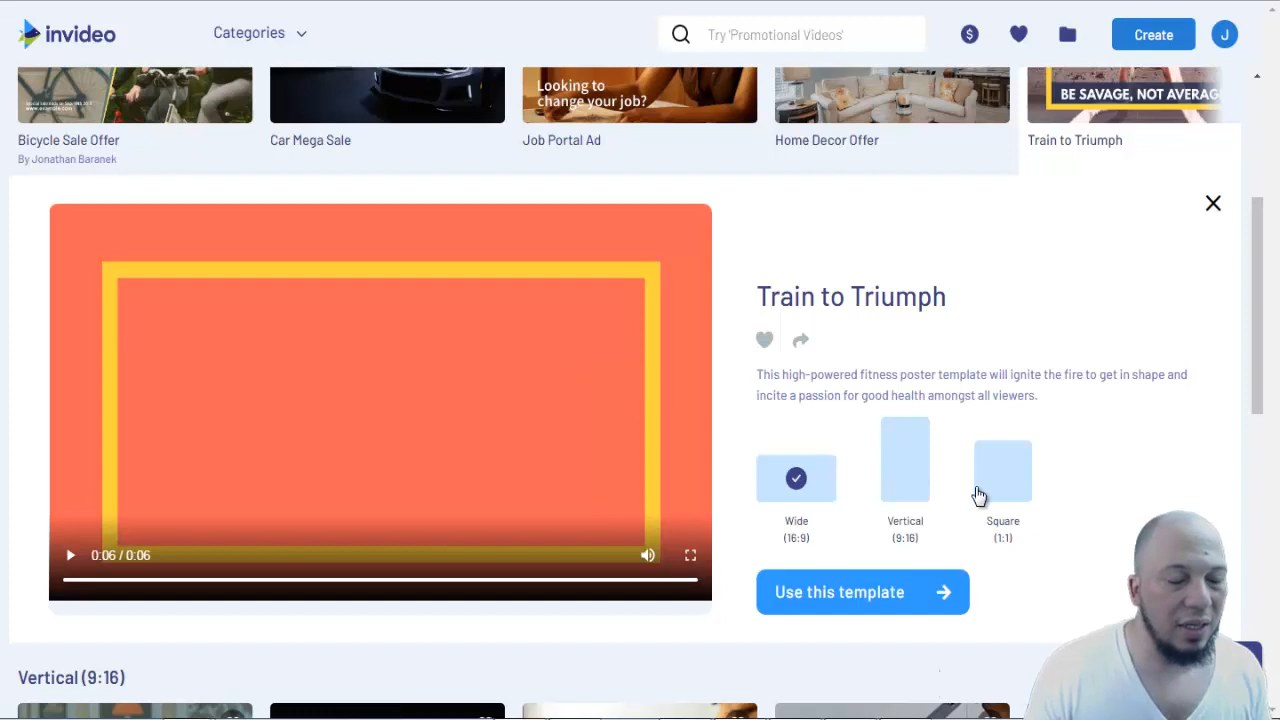 invideo
Categories
Try 'Promotional Videos'
$
Create
J
Looking to
change your job?
BE SAVAGE, NOT AVERAG
Bicycle Sale Offer
Car Mega Sale
Job Portal Ad
Home Decor Offer
Train to Triumph
By Jonathan Baranek
Train to Triumph
This high-powered fitness poster template will ignite the fire to get in shape and
incite a passion for good health amongst all viewers.
Wide
(16:9)
Vertical
(9:16)
Square
(1:1)
0:06 / 0:06
Use this template
Vertical (9:16)